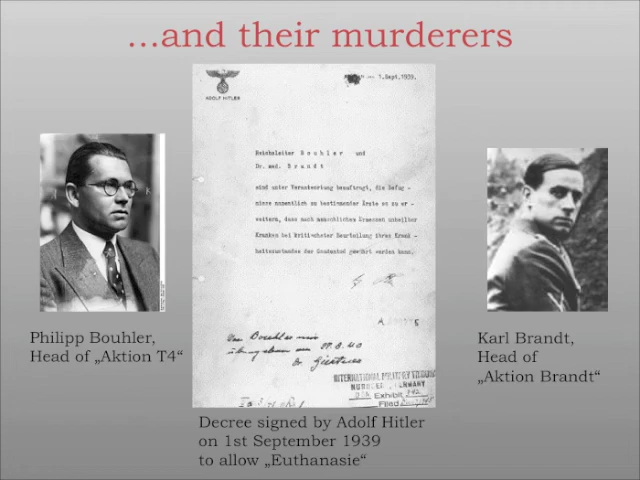 ...and their murderers
ADOLF HITLER
1.Sept.1939.
Reichsleiter Bouhler und
Dr. med. Brandt
sind unter Verantwortung beauftragt, die Befug -
nisse namentlich zu bestimmender Ärzte so zu er -
weitern, dass nach menschlichem Ermessen unheilbar
Kranken bei kritischster Beurteilung ihres Krank -
heitszustandes der Gnadentod gewährt werden kann.
INTERNATIONAL MILITARY TRIBUNAL
NURNBERG, GERMANY
USA Exhibit 342
Filed
Philipp Bouhler,
Head of „Aktion T4“
Karl Brandt,
Head of
„Aktion Brandt“
Decree signed by Adolf Hitler
on 1st September 1939
to allow „Euthanasie“